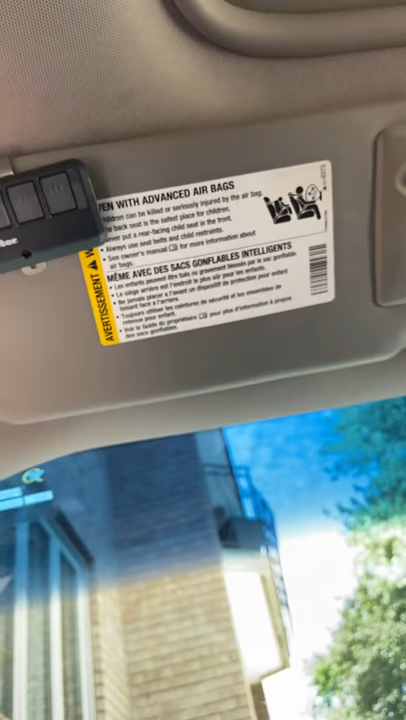 EVEN WITH ADVANCED AIR BAGS
Children can be killed or seriously injured by the air bag.
The back seat is the safest place for children.
Never put a rear-facing child seat in the front.
• Always use seat belts and child restraints.
• See owner's manual for more information about
air bags.
AVERTISSEMENT W
MÊME AVEC DES SACS GONFLABLES INTELLIGENTS
• Les enfants peuvent être tués ou gravement blessés par le sac gonflable.
• Le siège arrière est l'endroit le plus sûr pour les enfants.
• Ne jamais placer à l'avant un dispositif de protection pour enfant
faisant face à l'arrière.
• Toujours utiliser les ceintures de sécurité et les ensembles de
retenue pour enfant.
• Voir le Guide du propriétaire pour plus d'information à propos
des sacs gonflables.